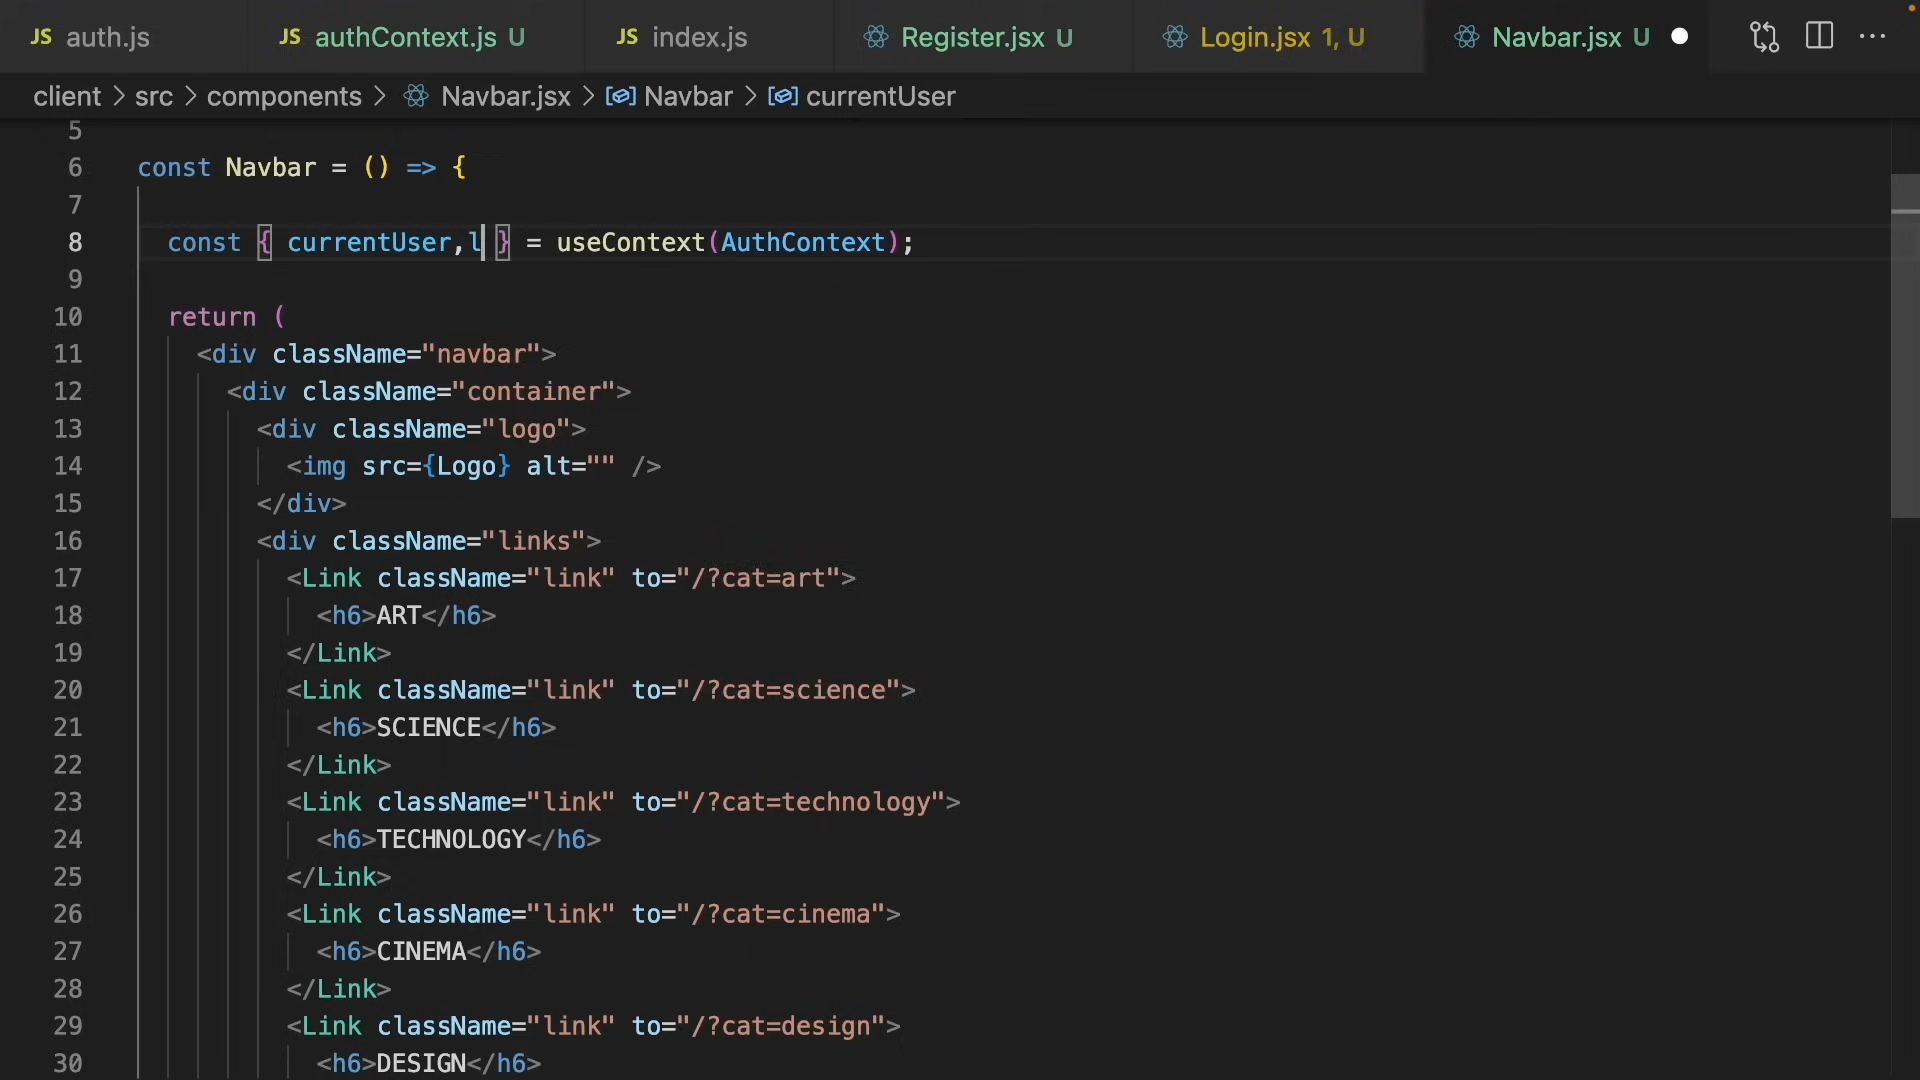 JS auth.js JS authContext.js U JS index.js Register.jsx U Login.jsx 1, U Navbar.jsx U
client > src > components > Navbar.jsx > Navbar > currentUser
5
6 const Navbar = () => {
7
8 const { currentUser,l } = useContext(AuthContext);
9
10 return (
11 <div className="navbar">
12 <div className="container">
13 <div className="logo">
14 <img src={Logo} alt="" />
15 </div>
16 <div className="links">
17 <Link className="link" to="/?cat=art">
18 <h6>ART</h6>
19 </Link>
20 <Link className="link" to="/?cat=science">
21 <h6>SCIENCE</h6>
22 </Link>
23 <Link className="link" to="/?cat=technology">
24 <h6>TECHNOLOGY</h6>
25 </Link>
26 <Link className="link" to="/?cat=cinema">
27 <h6>CINEMA</h6>
28 </Link>
29 <Link className="link" to="/?cat=design">
30 <h6>DESIGN</h6>